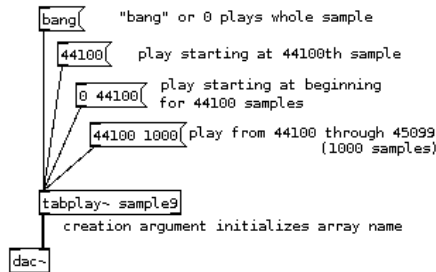 bang "bang" or 0 plays whole sample
44100 play starting at 44100th sample
0 44100 play starting at beginning
for 44100 samples
44100 1000 play from 44100 through 45099
(1000 samples)
tabplay~ sample9
creation argument initializes array name
dac~